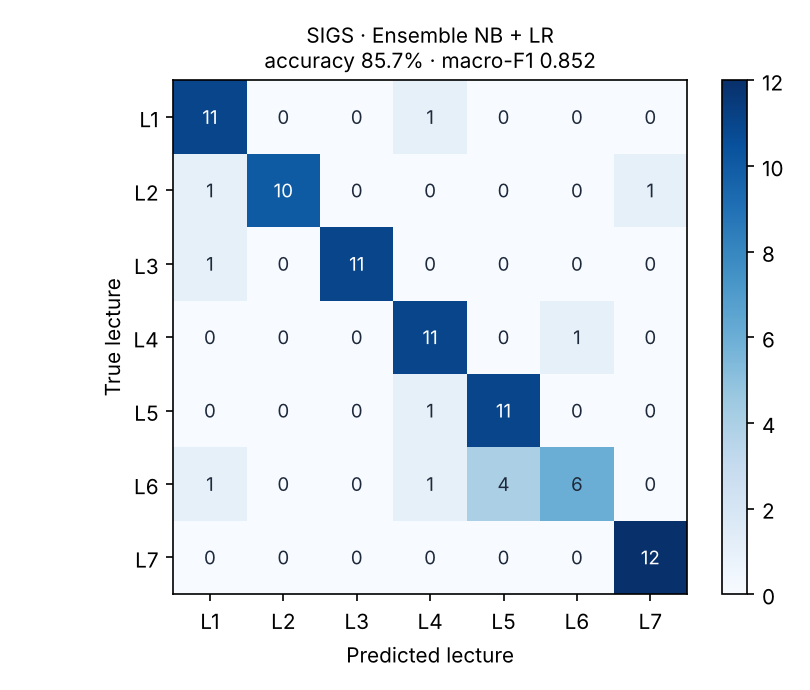 SIGS · Ensemble NB + LR
accuracy 85.7% · macro-F1 0.852
L1 11 0 0 1 0 0 0
L2 1 10 0 0 0 0 1
L3 1 0 11 0 0 0 0
L4 0 0 0 11 0 1 0
L5 0 0 0 1 11 0 0
L6 1 0 0 1 4 6 0
L7 0 0 0 0 0 0 12
L1 L2 L3 L4 L5 L6 L7
Predicted lecture
True lecture
12
10
8
6
4
2
0